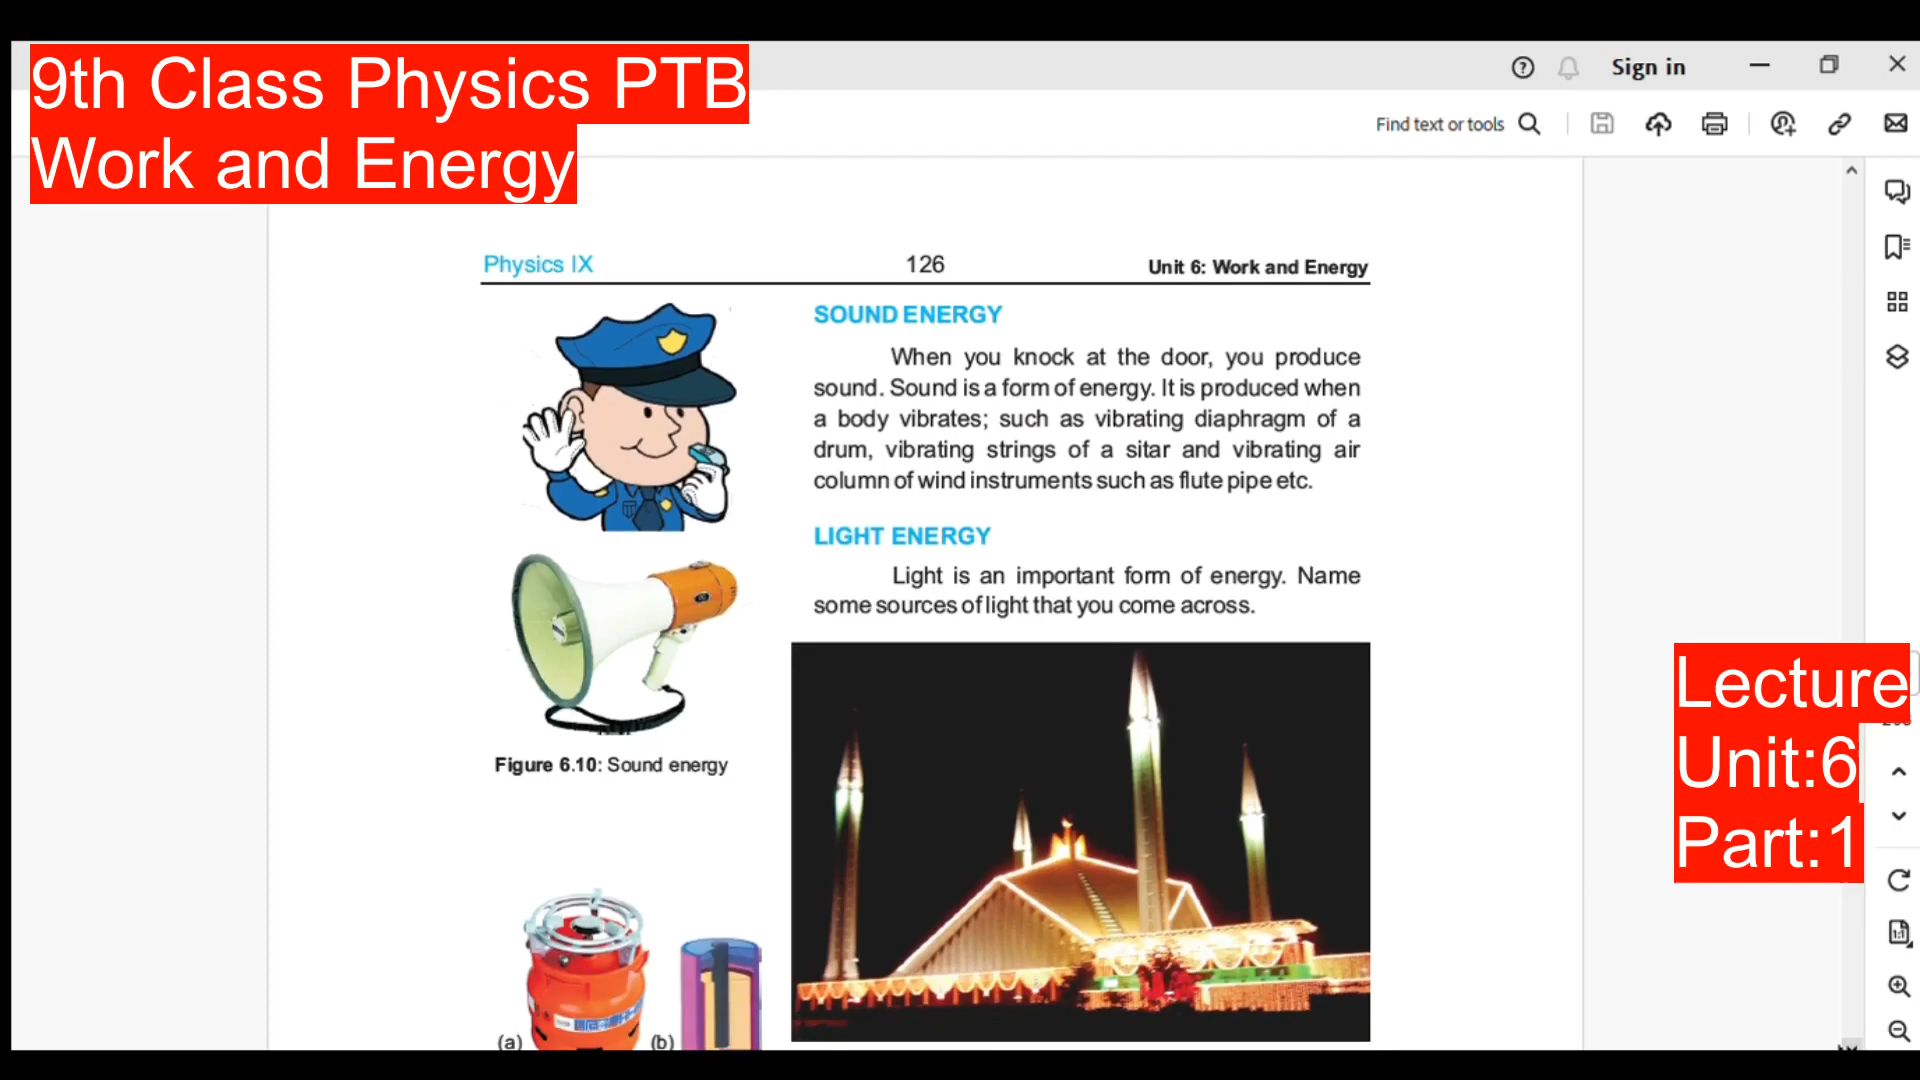 9th Class Physics PTB
Work and Energy
Sign in
Find text or tools
Physics IX
126
Unit 6: Work and Energy
SOUND ENERGY
When you knock at the door, you produce
sound. Sound is a form of energy. It is produced when
a body vibrates; such as vibrating diaphragm of a
drum, vibrating strings of a sitar and vibrating air
column of wind instruments such as flute pipe etc.
LIGHT ENERGY
Light is an important form of energy. Name
some sources of light that you come across.
Figure 6.10: Sound energy
(a)
(b)
Lecture
Unit:6
Part:1